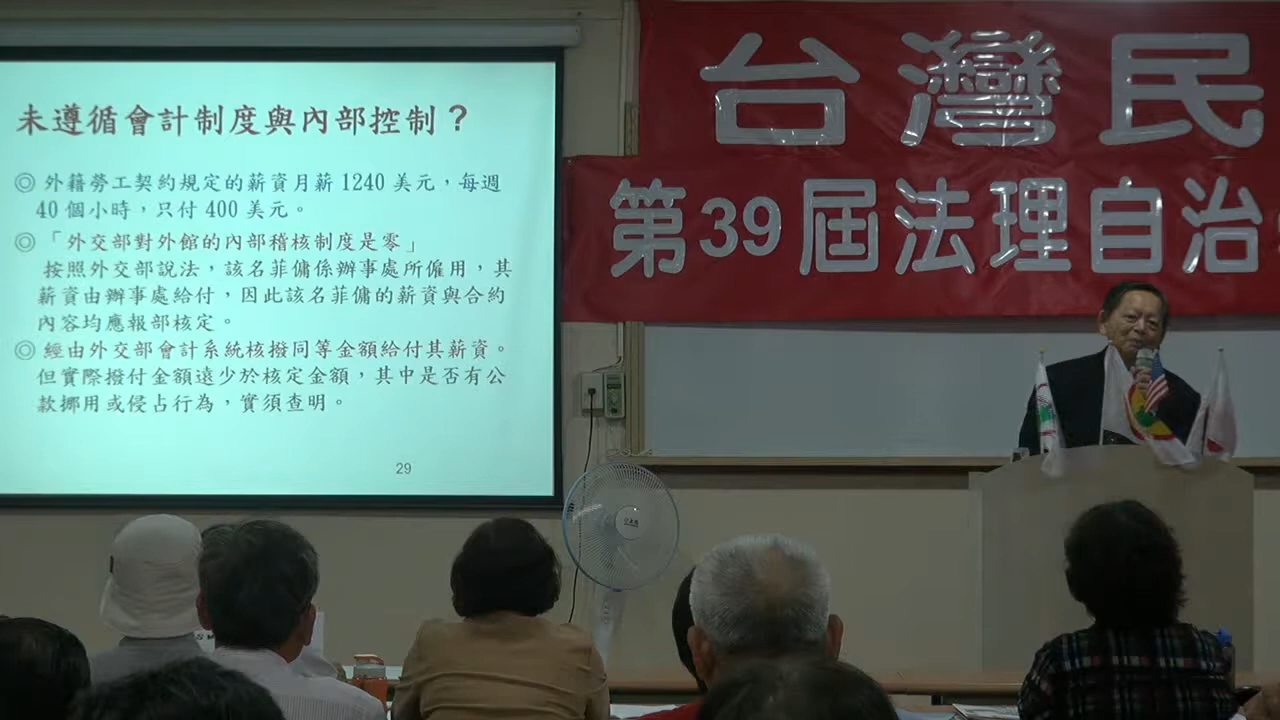 未遵循會計制度與內部控制？
◎ 外籍勞工契約規定的薪資月薪 1240 美元，每週
40 個小時，只付 400 美元。
◎ 「外交部對外館的內部稽核制度是零」
按照外交部說法，該名菲傭係辦事處所僱用，其
薪資由辦事處給付，因此該名菲傭的薪資與合約
內容均應報部核定。
◎ 經由外交部會計系統核撥同等金額給付其薪資。
但實際撥付金額遠少於核定金額，其中是否有公
款挪用或侵占行為，實須查明。
29
台灣民
第39屆法理自治